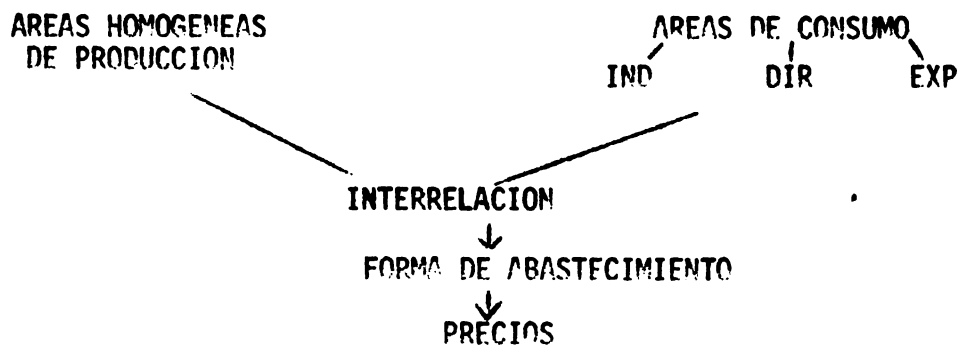 AREAS HOMOGENEAS
DE PRODUCCION
AREAS DE CONSUMO
IND DIR EXP
INTERRELACION
FORMA DE ABASTECIMIENTO
PRECIOS